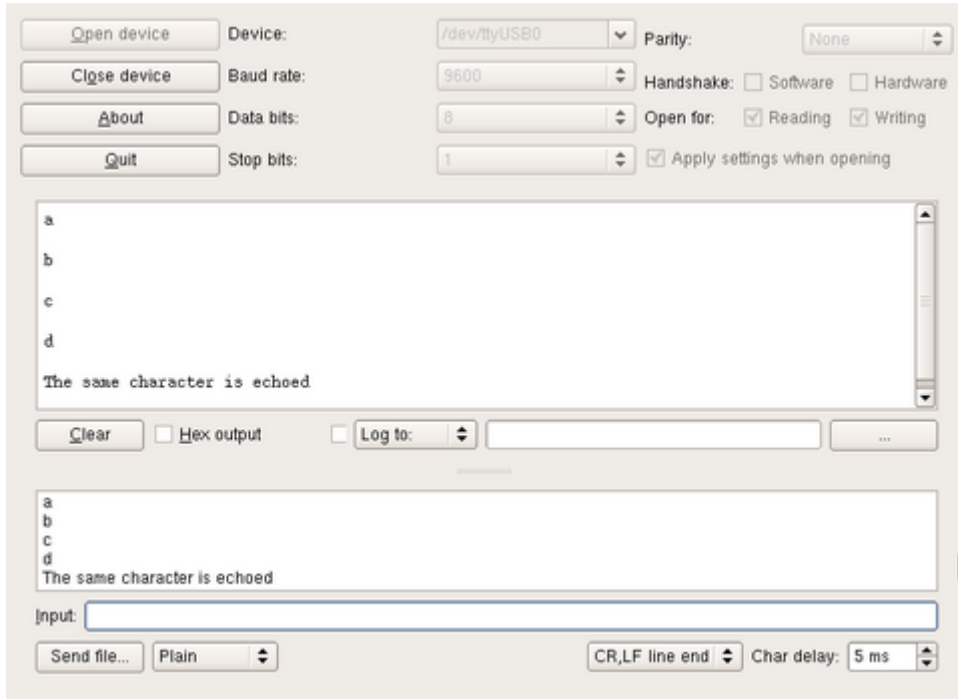 Open device Device: /dev/ttyUSB0 Parity: None
Close device Baud rate: 9600 Handshake: Software Hardware
About Data bits: 8 Open for: Reading Writing
Quit Stop bits: 1 Apply settings when opening
a
b
c
d
The same character is echoed
Clear Hex output Log to: ...
a
b
c
d
The same character is echoed
Input:
Send file... Plain CR,LF line end Char delay: 5 ms